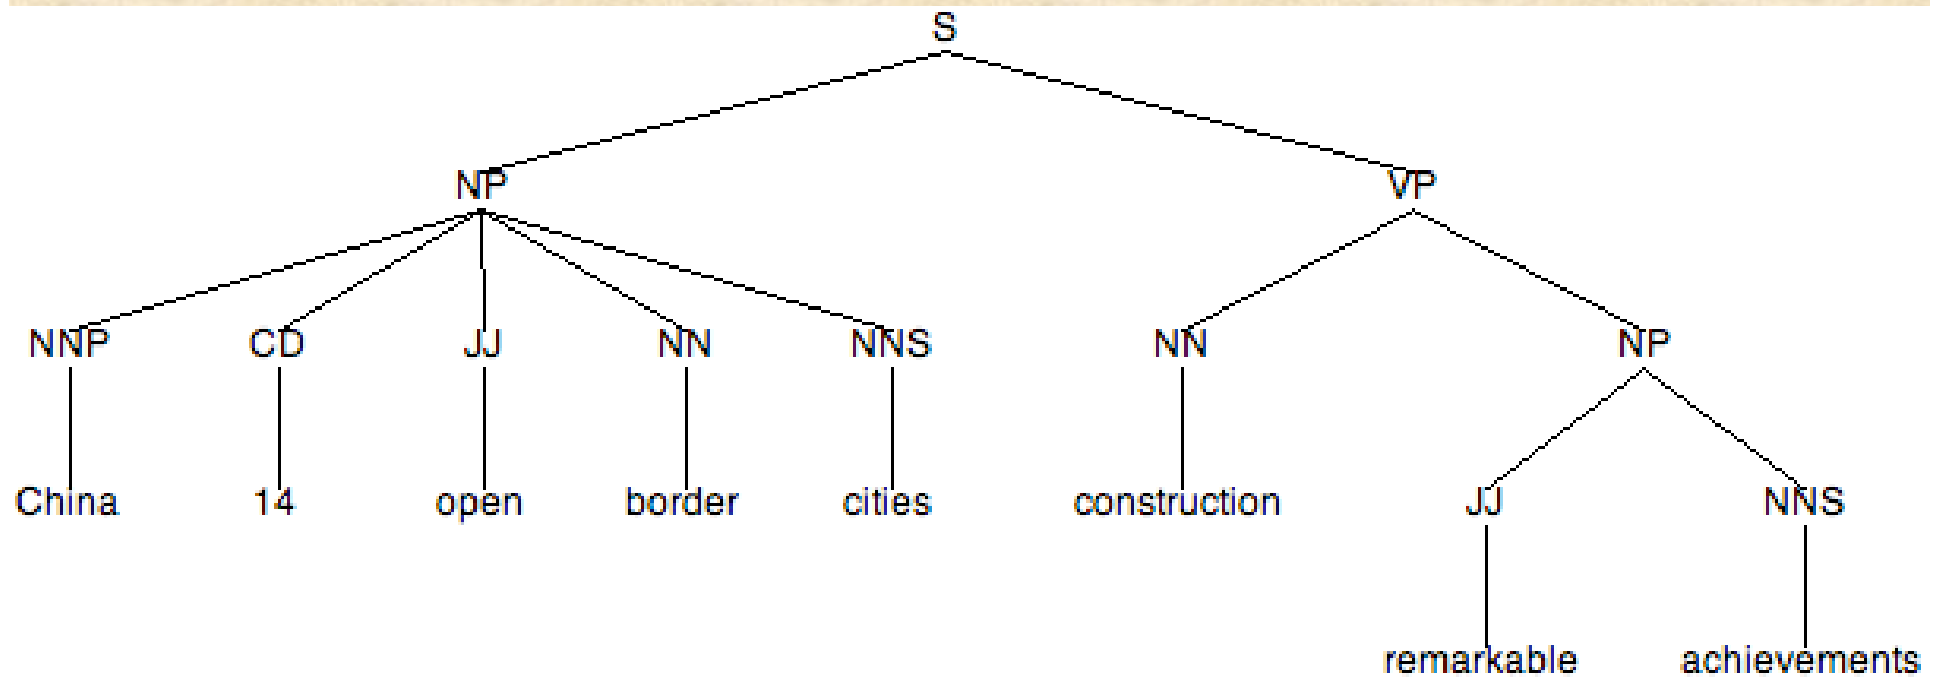 S
NP VP
NNP CD JJ NN NNS NN NP
China 14 open border cities construction JJ NNS
remarkable achievements